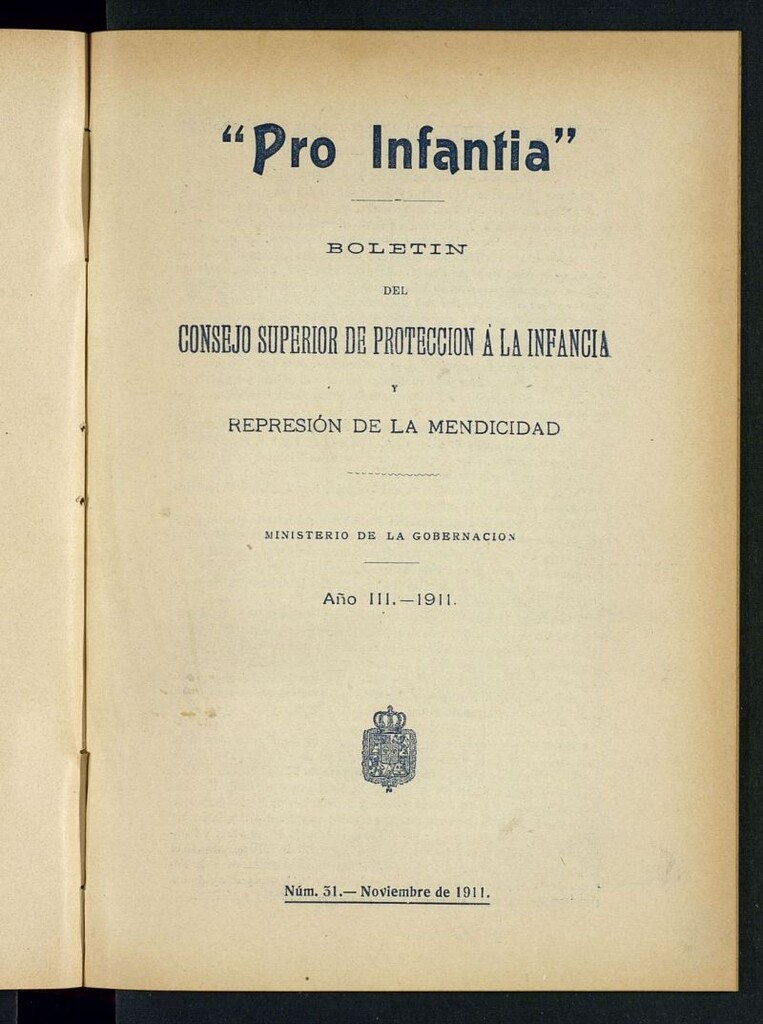 “Pro Infantia”
BOLETIN
DEL
CONSEJO SUPERIOR DE PROTECCION Á LA INFANCIA
Y
REPRESIÓN DE LA MENDICIDAD
MINISTERIO DE LA GOBERNACION
Año III.—1911.
Núm. 31.—Noviembre de 1911.